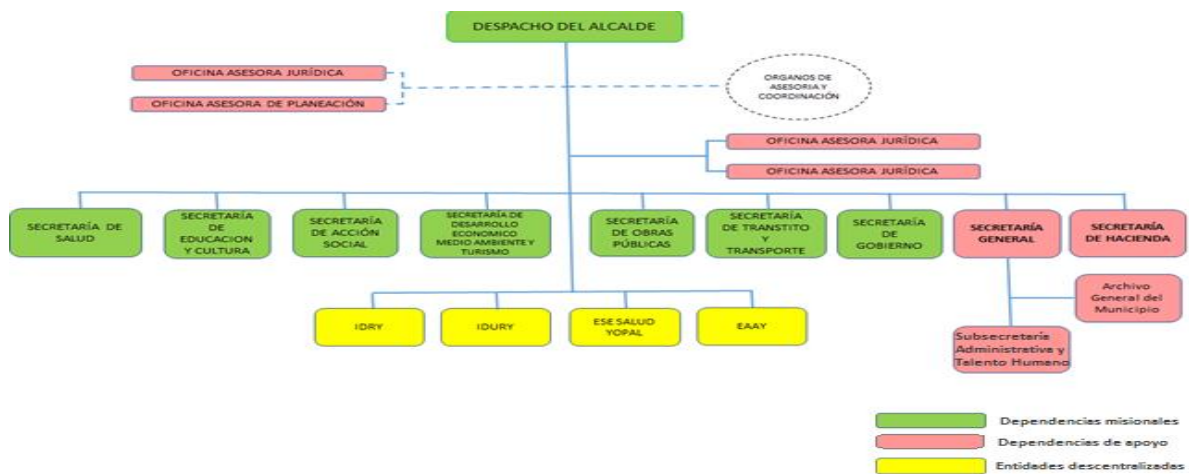 DESPACHO DEL ALCALDE
OFICINA ASESORA JURÍDICA
OFICINA ASESORA DE PLANEACIÓN
ORGANOS DE
ASESORIA Y
COORDINACIÓN
OFICINA ASESORA JURÍDICA
OFICINA ASESORA JURÍDICA
SECRETARÍA DE
SALUD
SECRETARÍA
DE
EDUCACION
Y CULTURA
SECRETARÍA
DE ACCIÓN
SOCIAL
SECRETARÍA DE
DESARROLLO
ECONOMICO
MEDIO AMBIENTE Y
TURISMO
SECRETARÍA
DE OBRAS
PÚBLICAS
SECRETARÍA
DE TRANSTITO
Y
TRANSPORTE
SECRETARÍA
DE
GOBIERNO
SECRETARÍA
GENERAL
SECRETARÍA
DE HACIENDA
IDRY
IDURY
ESE SALUD
YOPAL
EAAY
Archivo
General del
Municipio
Subsecretaría
Administrativa y
Talento Humano
Dependencias misionales
Dependencias de apoyo
Entidades descentralizadas